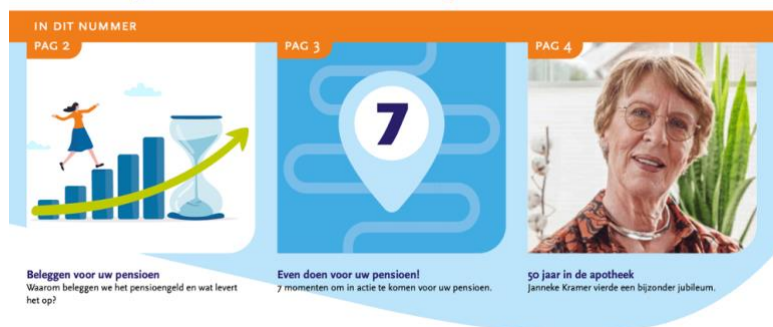 IN DIT NUMMER
PAG 2
PAG 3
PAG 4
7
Beleggen voor uw pensioen
Waarom beleggen we het pensioengeld en wat levert
het op?
Even doen voor uw pensioen!
7 momenten om in actie te komen voor uw pensioen.
50 jaar in de apotheek
Janneke Kramer vierde een bijzonder jubileum.